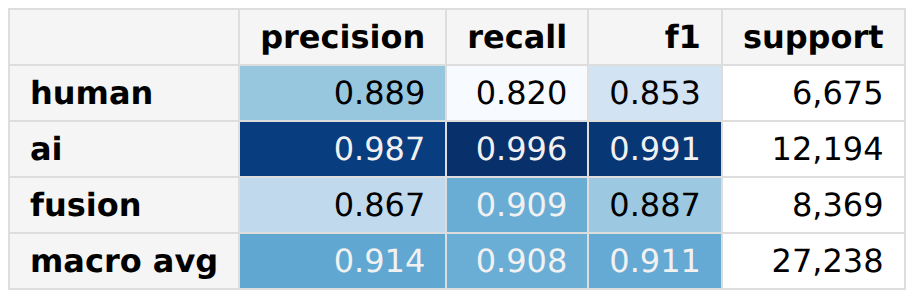 precision recall f1 support
human 0.889 0.820 0.853 6,675
ai 0.987 0.996 0.991 12,194
fusion 0.867 0.909 0.887 8,369
macro avg 0.914 0.908 0.911 27,238